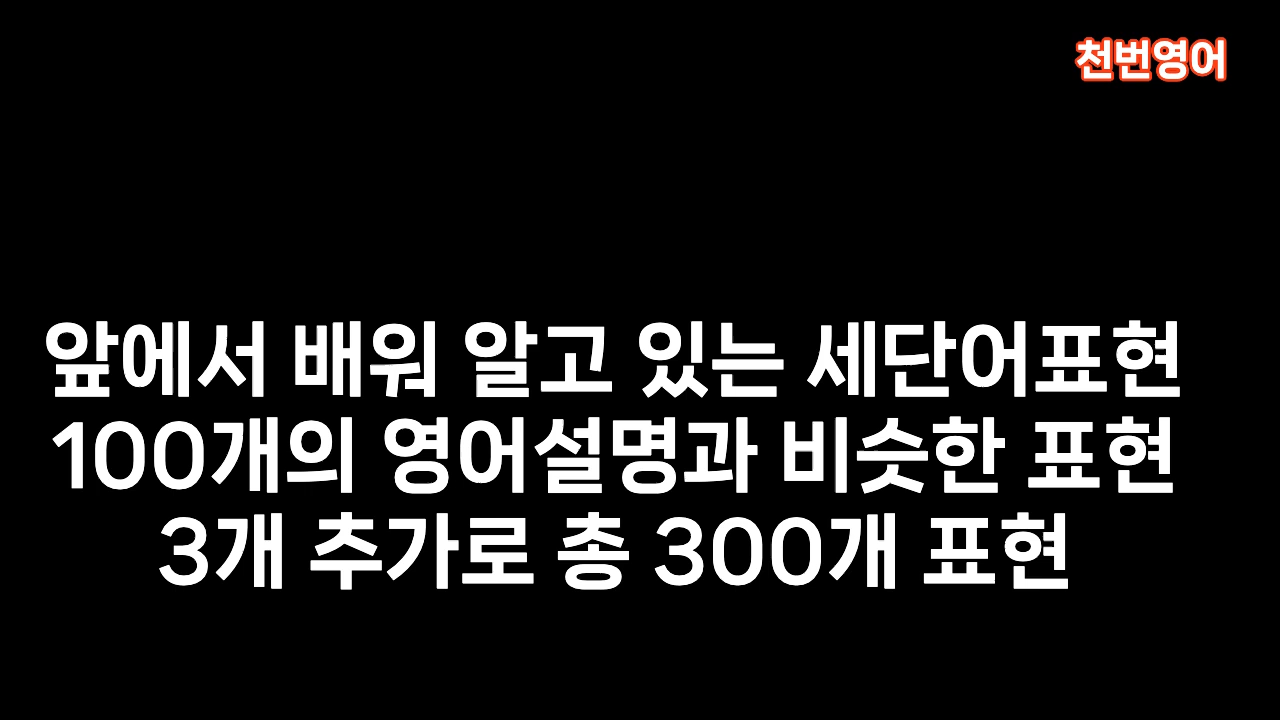 천번영어
앞에서 배워 알고 있는 세단어표현
100개의 영어설명과 비슷한 표현
3개 추가로 총 300개 표현